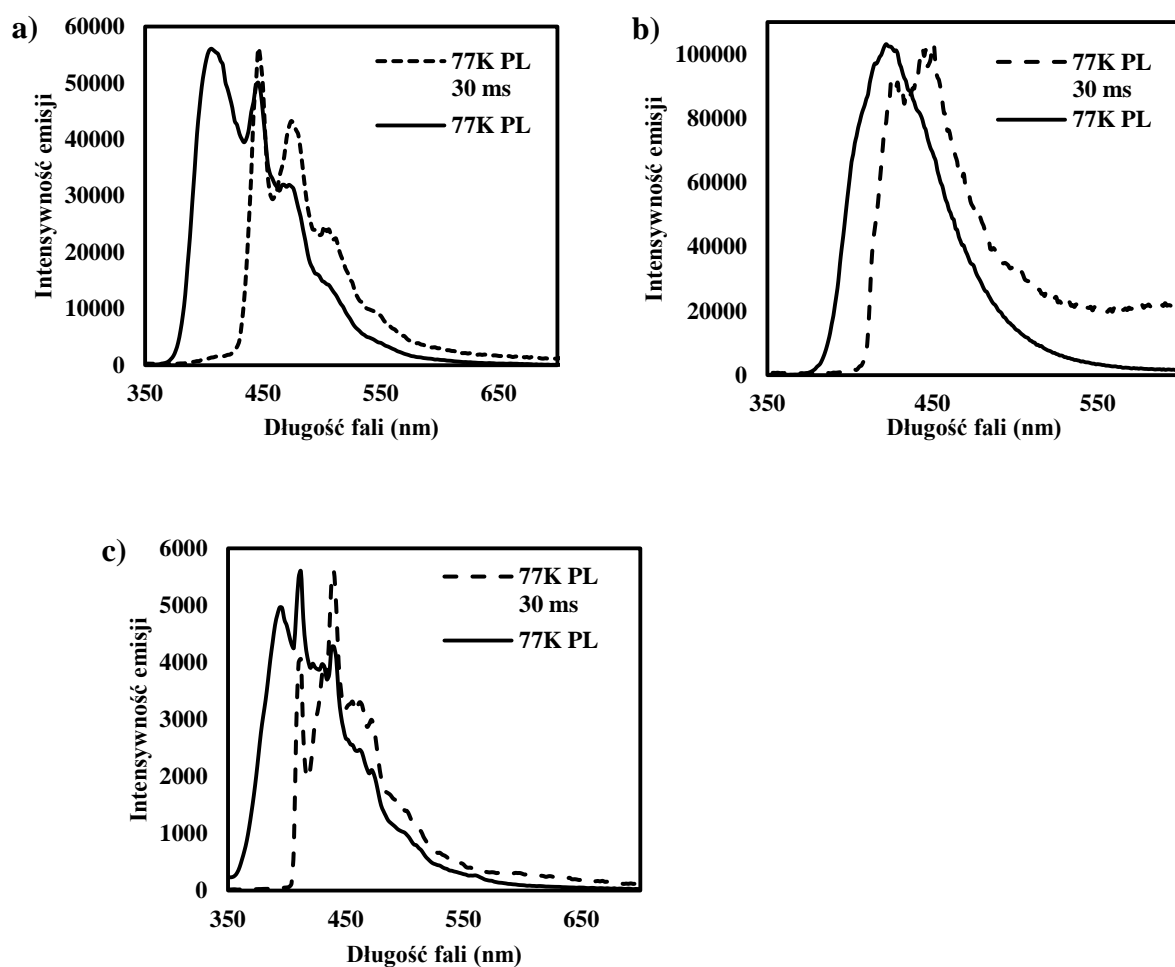 a)
60000
50000
40000
30000
20000
10000
0
Intensywność emisji
77K PL
30 ms
77K PL
350
450
550
650
Długość fali (nm)
b)
100000
80000
60000
40000
20000
0
Intensywność emisji
77K PL
30 ms
77K PL
350
450
550
Długość fali (nm)
c)
6000
5000
4000
3000
2000
1000
0
Intensywność emisji
77K PL
30 ms
77K PL
350
450
550
650
Długość fali (nm)